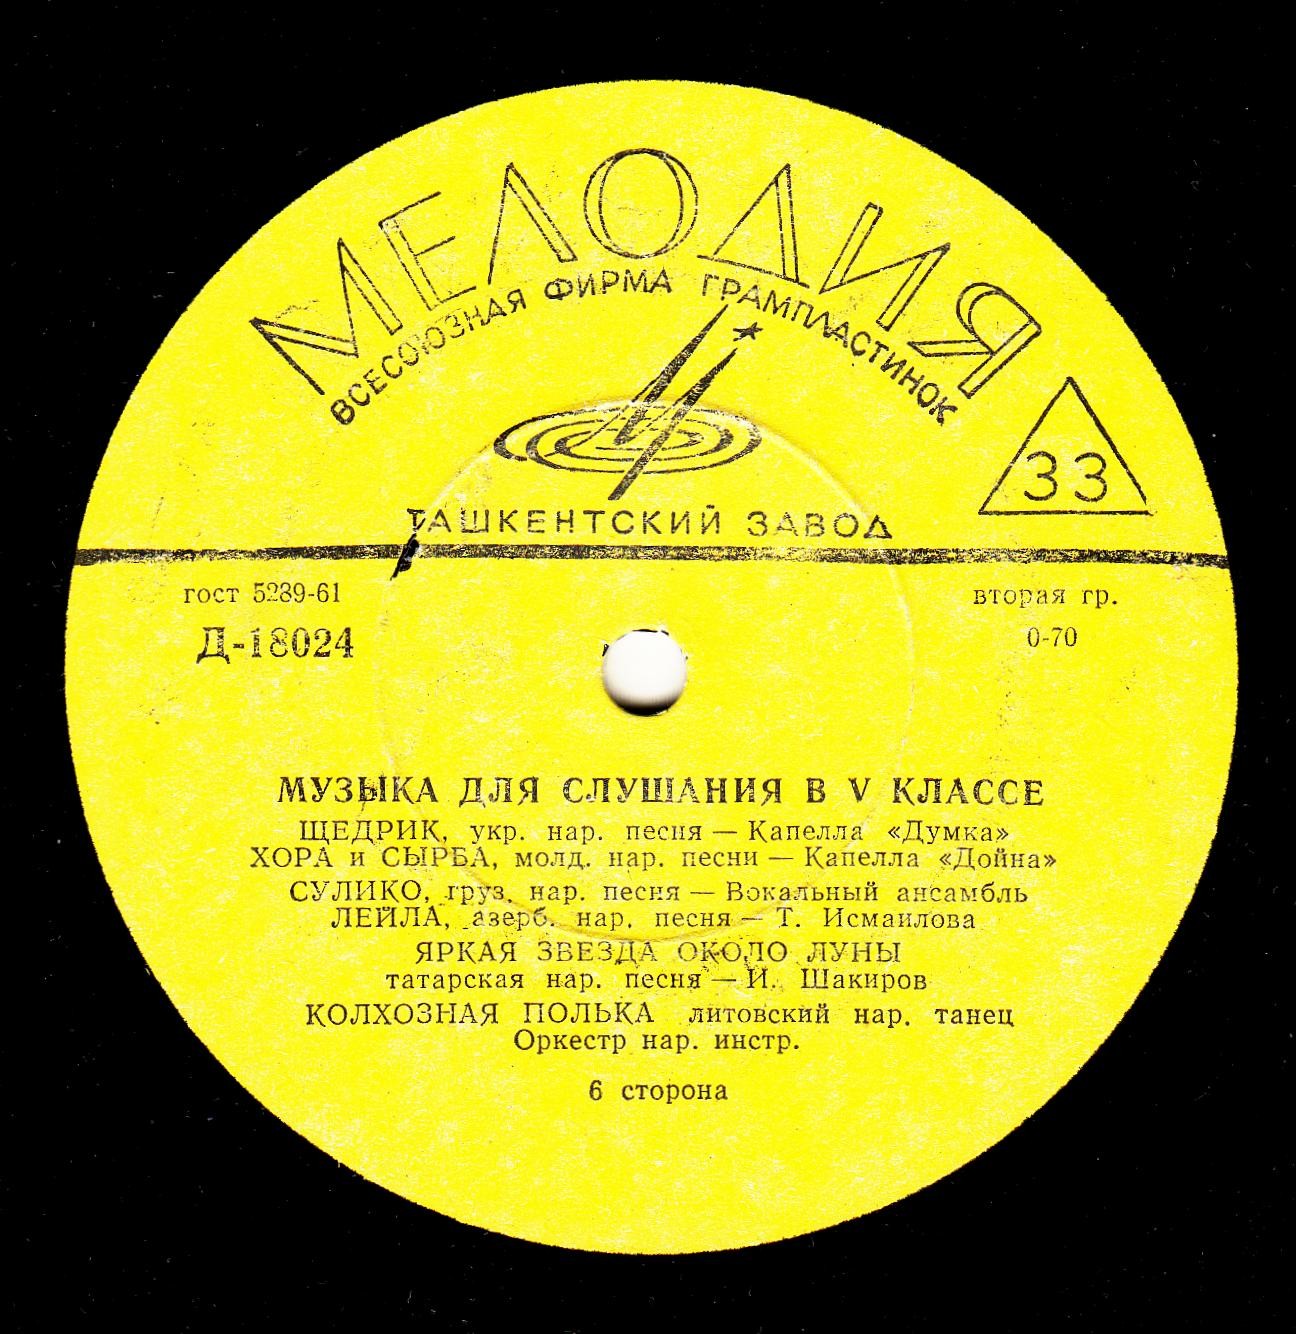 МЕЛОДИЯ
ВСЕСОЮЗНАЯ ФИРМА ГРАМПЛАСТИНОК
33
ТАШКЕНТСКИЙ ЗАВОД
гост 5289-61
вторая гр.
Д-18024
0-70
МУЗЫКА ДЛЯ СЛУШАНИЯ В V КЛАССЕ
ЩЕДРИК, укр. нар. песня — Капелла «Думка»
ХОРА и СЫРБА, молд. нар. песни — Капелла «Дойна»
СУЛИКО, груз. нар. песня — Вокальный ансамбль
ЛЕЙЛА, азерб. нар. песня — Т. Исмаилова
ЯРКАЯ ЗВЕЗДА ОКОЛО ЛУНЫ
татарская нар. песня — И. Шакиров
КОЛХОЗНАЯ ПОЛЬКА литовский нар. танец
Оркестр нар. инстр.
6 сторона